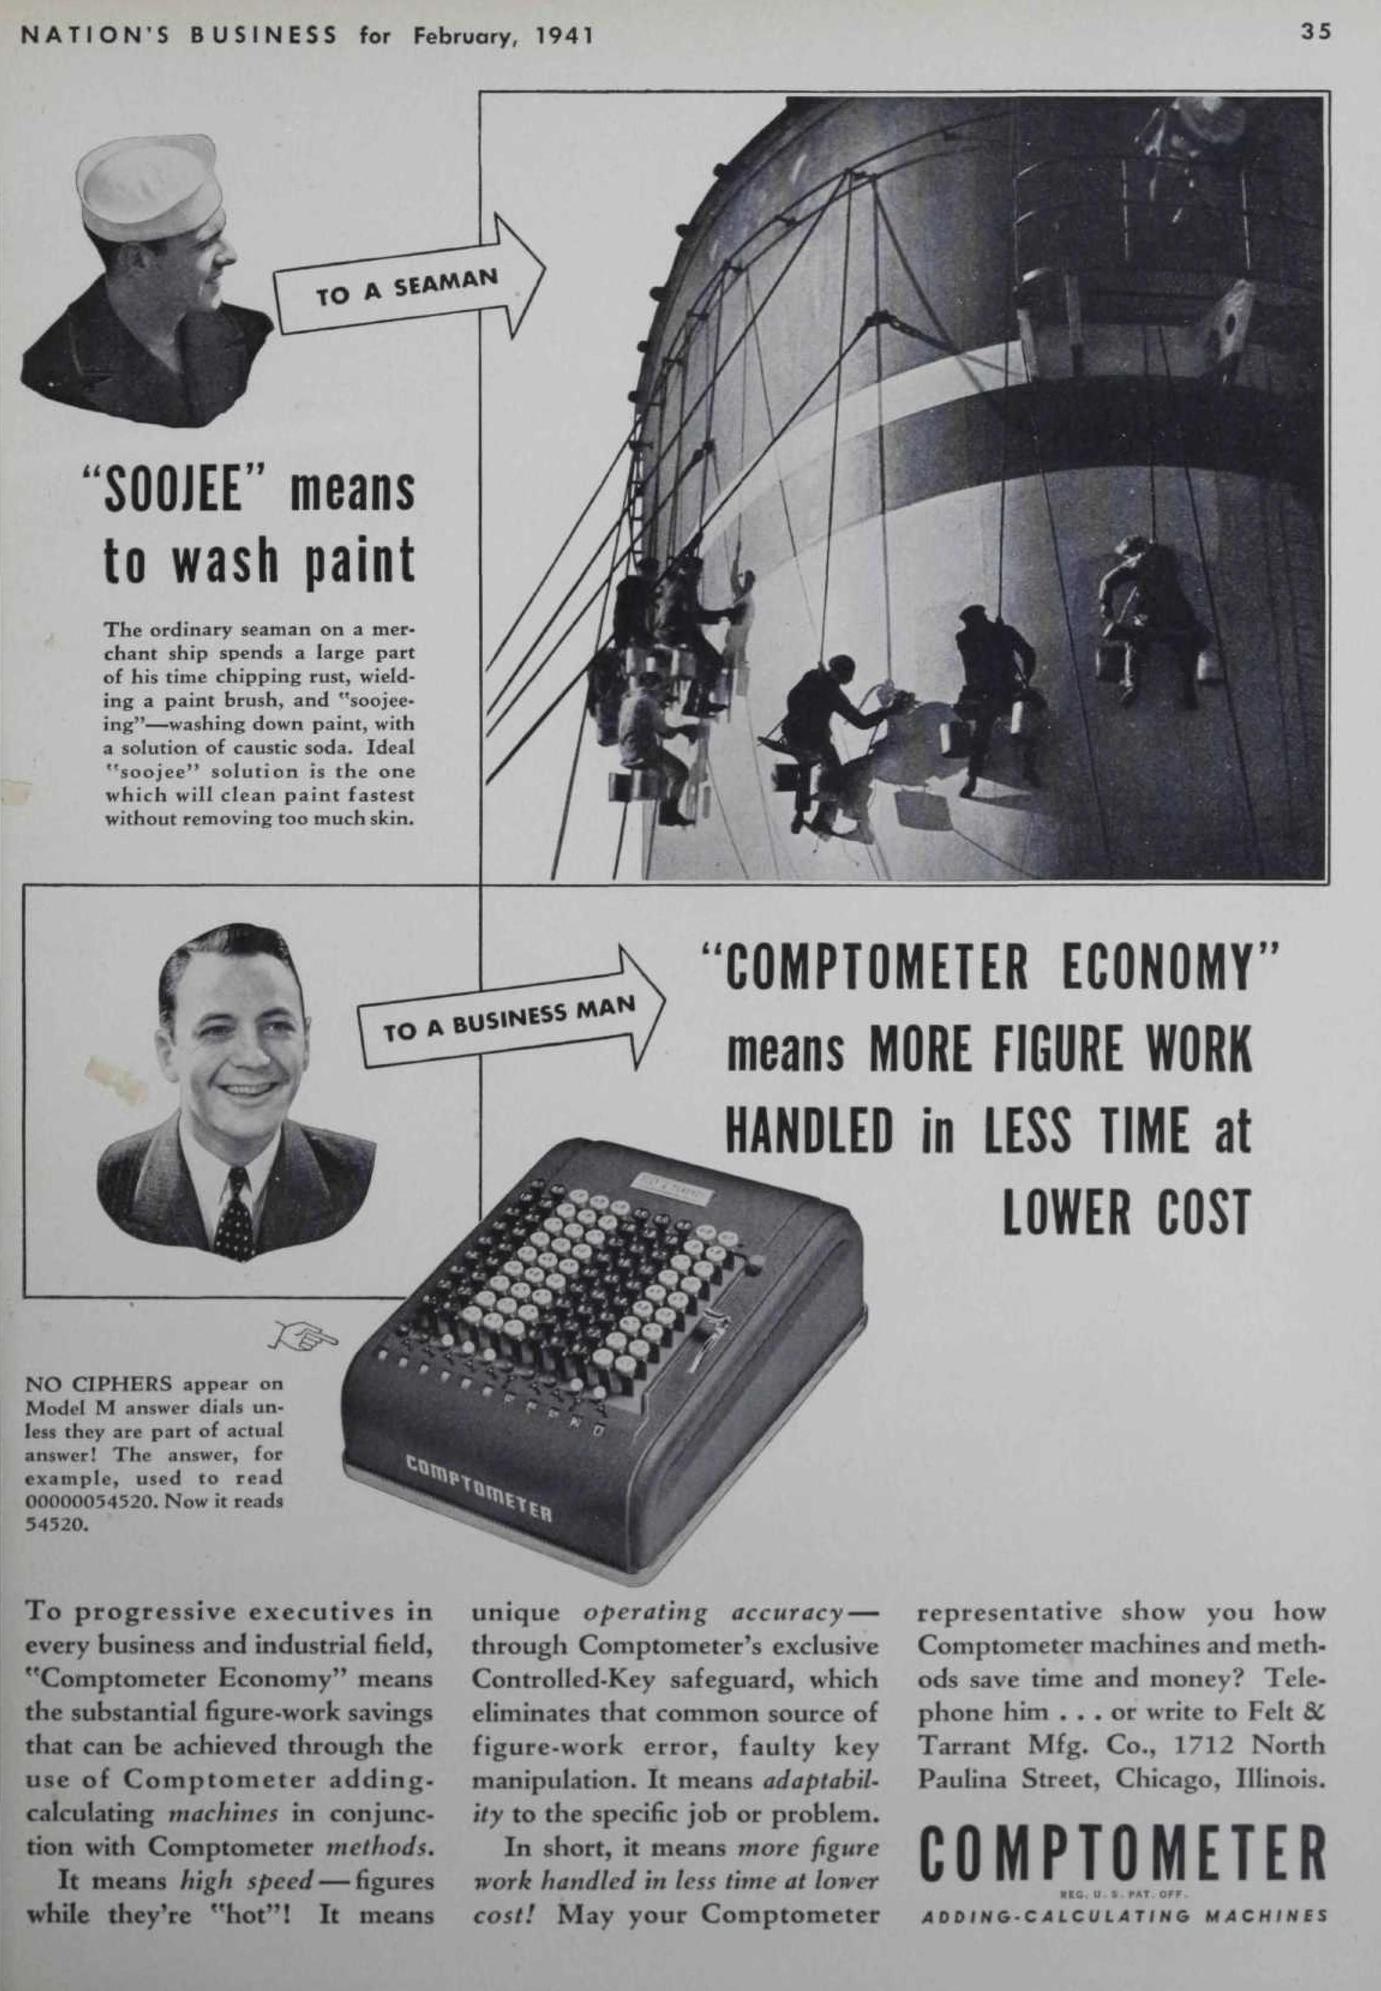 NATION'S BUSINESS for February, 1941
35
TO A SEAMAN
"SOOJEE" means
to wash paint
The ordinary seaman on a mer-
chant ship spends a large part
of his time chipping rust, wield-
ing a paint brush, and "soojee-
ing"—washing down paint, with
a solution of caustic soda. Ideal
"soojee" solution is the one
which will clean paint fastest
without removing too much skin.
TO A BUSINESS MAN
"COMPTOMETER ECONOMY"
means MORE FIGURE WORK
HANDLED in LESS TIME at
LOWER COST
NO CIPHERS appear on
Model M answer dials un-
less they are part of actual
answer! The answer, for
example, used to read
00000054520. Now it reads
54520.
COMPTOMETER
To progressive executives in
every business and industrial field,
"Comptometer Economy" means
the substantial figure-work savings
that can be achieved through the
use of Comptometer adding-
calculating machines in conjunc-
tion with Comptometer methods.
It means high speed—figures
while they're "hot"! It means
unique operating accuracy—
through Comptometer's exclusive
Controlled-Key safeguard, which
eliminates that common source of
figure-work error, faulty key
manipulation. It means adaptabil-
ity to the specific job or problem.
In short, it means more figure
work handled in less time at lower
cost! May your Comptometer
representative show you how
Comptometer machines and meth-
ods save time and money? Tele-
phone him . . . or write to Felt &
Tarrant Mfg. Co., 1712 North
Paulina Street, Chicago, Illinois.
COMPTOMETER
REG. U. S. PAT. OFF.
ADDING-CALCULATING MACHINES